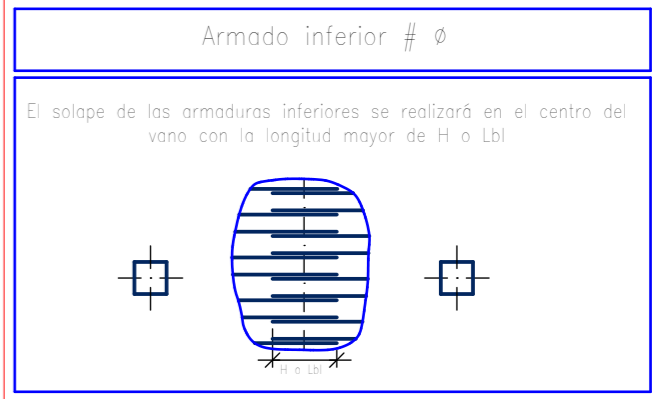 Armado inferior # ø
El solape de las armaduras inferiores se realizará en el centro del
vano con la longitud mayor de H o Lbl
H o Lbl